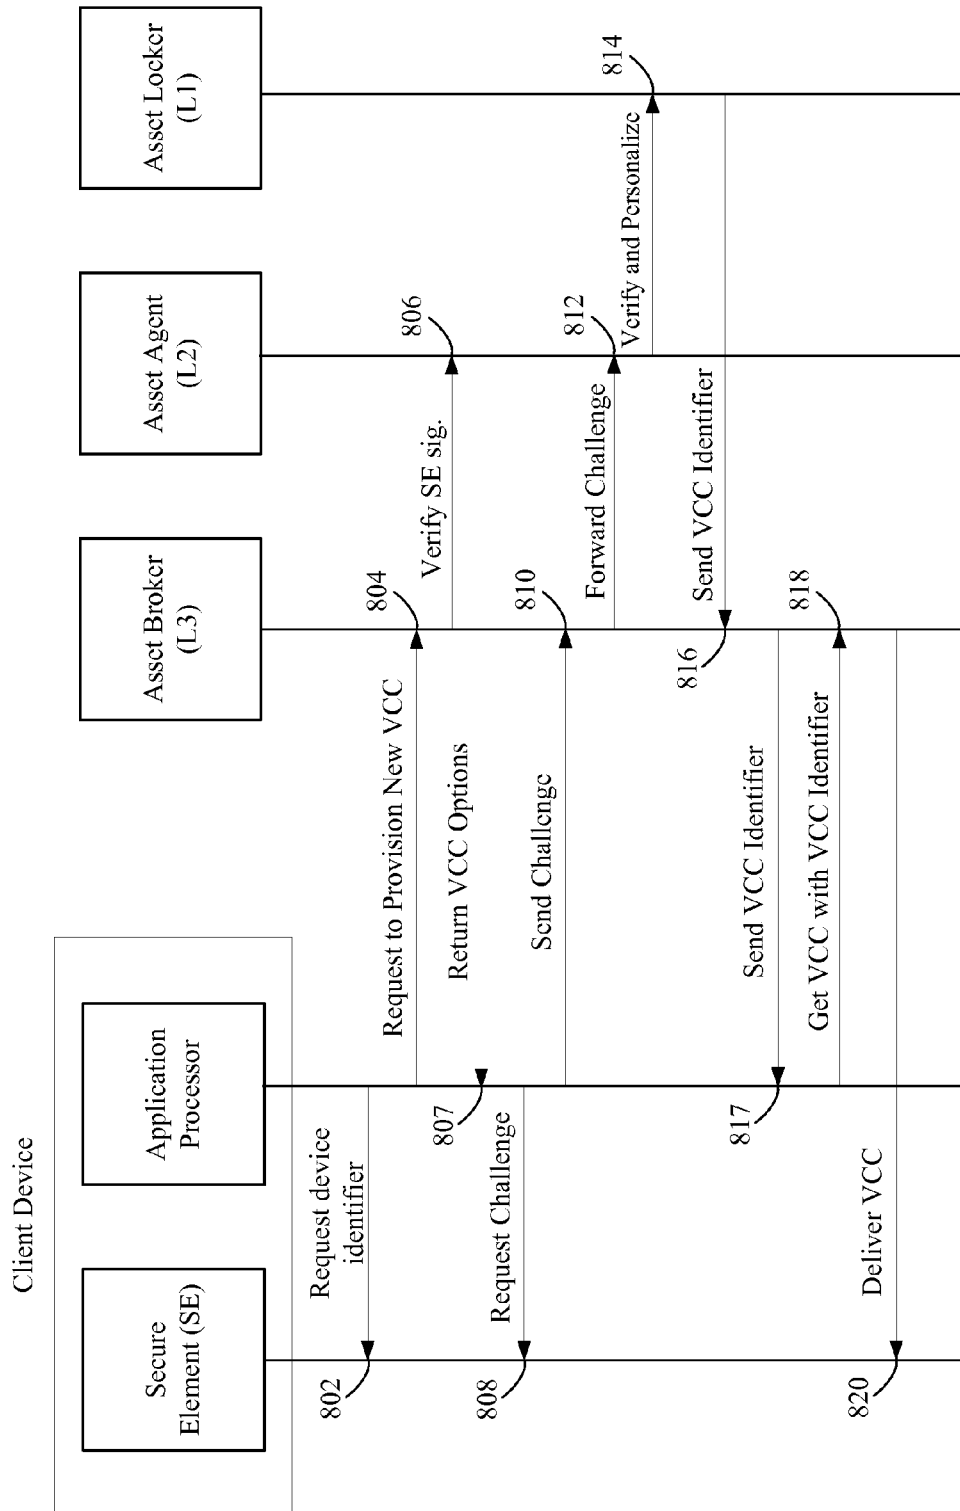 Client Device
Secure
Element (SE)
Application
Processor
Asset Broker
(L3)
Asset Agent
(L2)
Asset Locker
(L1)
Request device
identifier
802
Request to Provision New VCC
804
Verify SE sig.
806
Return VCC Options
807
Request Challenge
808
Send Challenge
810
Forward Challenge
812
Verify and Personalize
814
Send VCC Identifier
816
Send VCC Identifier
817
Get VCC with VCC Identifier
818
Deliver VCC
820